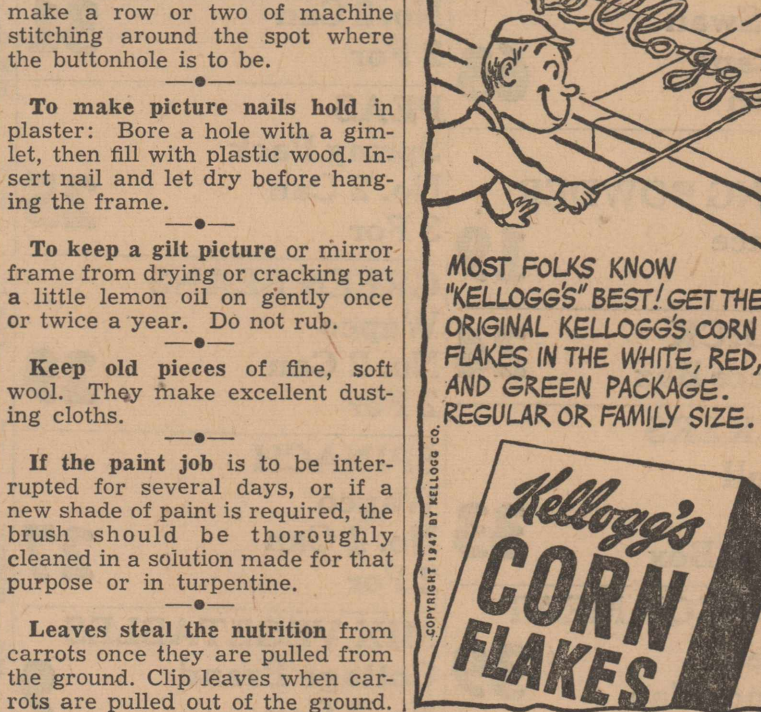 make a row or two of machine
stitching around the spot where
the buttonhole is to be.
To make picture nails hold in
plaster: Bore a hole with a gim-
let, then fill with plastic wood. In-
sert nail and let dry before hang-
ing the frame.
To keep a gilt picture or mirror
frame from drying or cracking pat
a little lemon oil on gently once
or twice a year. Do not rub.
Keep old pieces of fine, soft
wool. They make excellent dust-
ing cloths.
If the paint job is to be inter-
rupted for several days, or if a
new shade of paint is required, the
brush should be thoroughly
cleaned in a solution made for that
purpose or in turpentine.
Leaves steal the nutrition from
carrots once they are pulled from
the ground. Clip leaves when car-
rots are pulled out of the ground.
Kellogg's
MOST FOLKS KNOW
"KELLOGG'S" BEST! GET THE
ORIGINAL KELLOGG'S CORN
FLAKES IN THE WHITE, RED,
AND GREEN PACKAGE.
REGULAR OR FAMILY SIZE.
COPYRIGHT 1947 BY KELLOGG CO.
Kellogg's
CORN
FLAKES